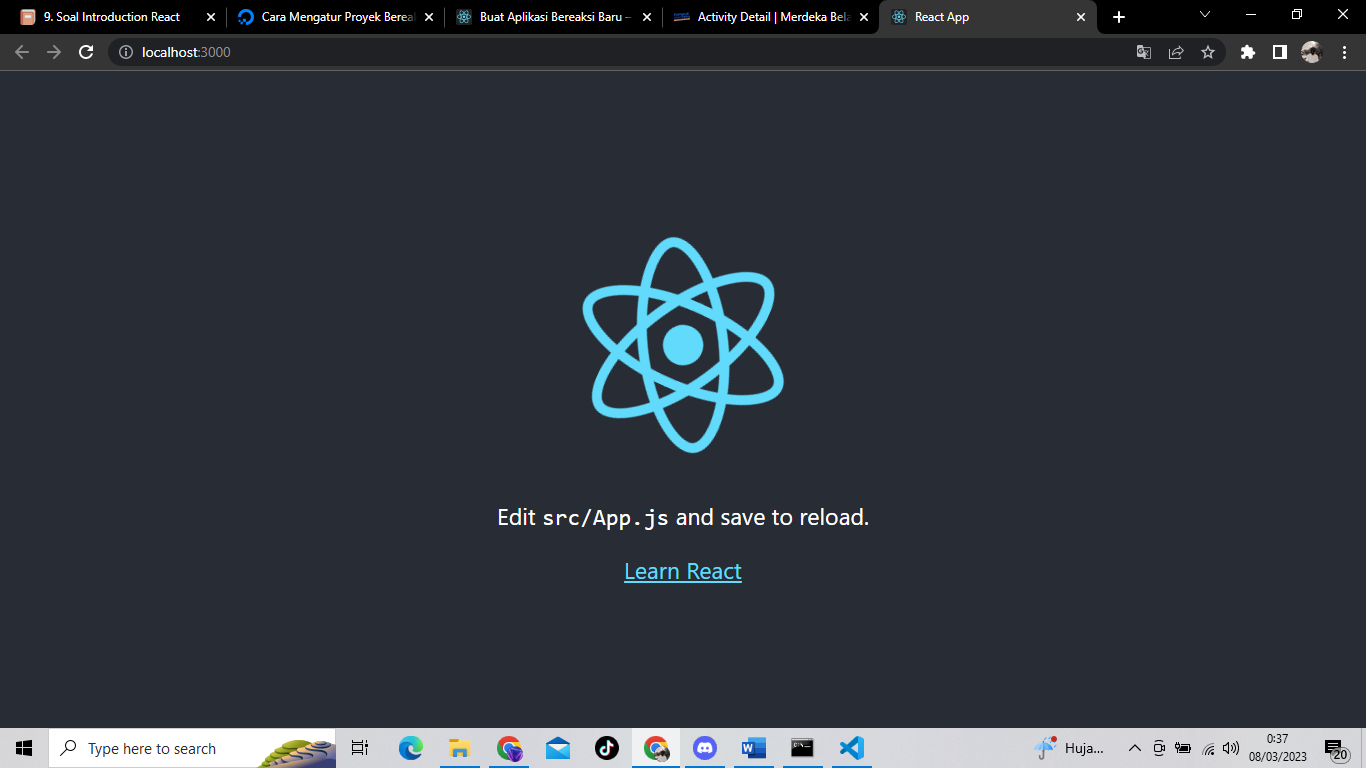 9. Soal Introduction React
Cara Mengatur Proyek Bereal
Buat Aplikasi Bereaksi Baru –
Activity Detail | Merdeka Bela
React App
localhost:3000
Edit src/App.js and save to reload.
Learn React
Type here to search
Huja...
0:37
08/03/2023
20